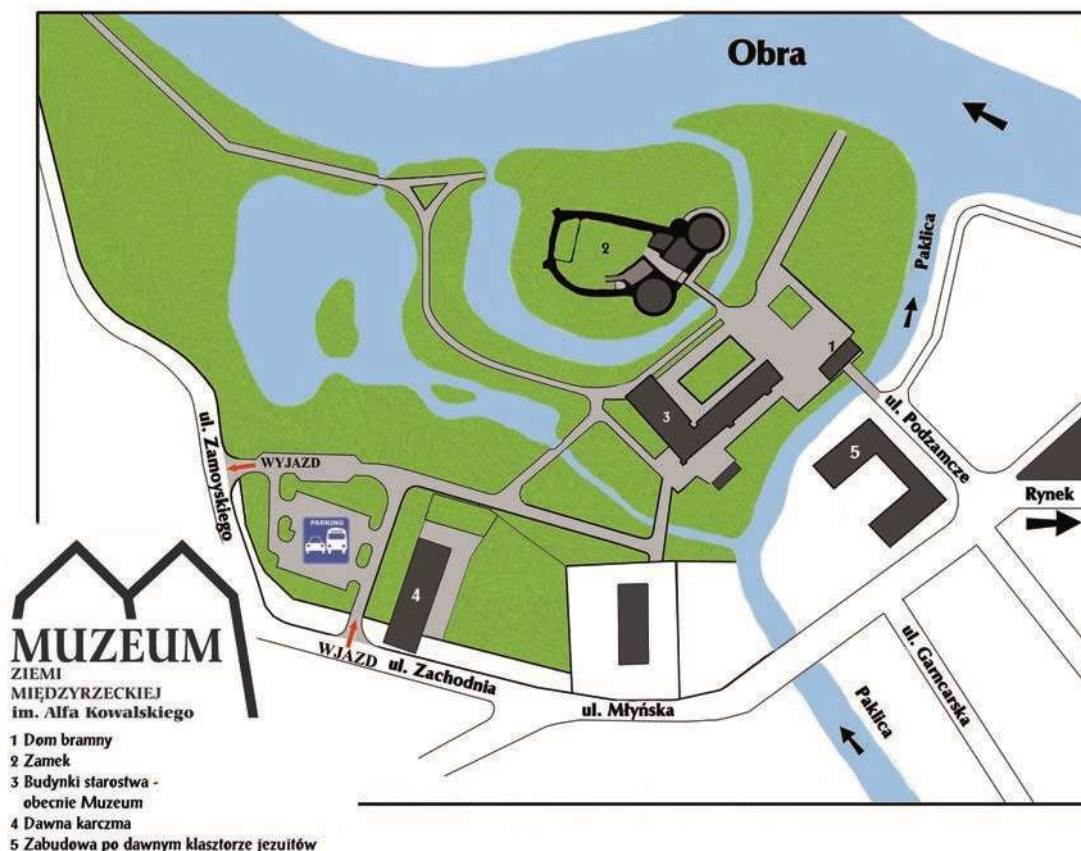 Obra
Paklica
2
1
3
5
ul. Podzamcze
Rynek
ul. Zamoyskiego
WYJAZD
PARKING
4
WJAZD
ul. Zachodnia
ul. Młyńska
ul. Garncarska
Paklica
MUZEUM
ZIEMI
MIĘDZYRZECKIEJ
im. Alfa Kowalskiego
1 Dom bramny
2 Zamek
3 Budynki starostwa -
obecnie Muzeum
4 Dawna karczma
5 Zabudowa po dawnym klasztorze jezuitów